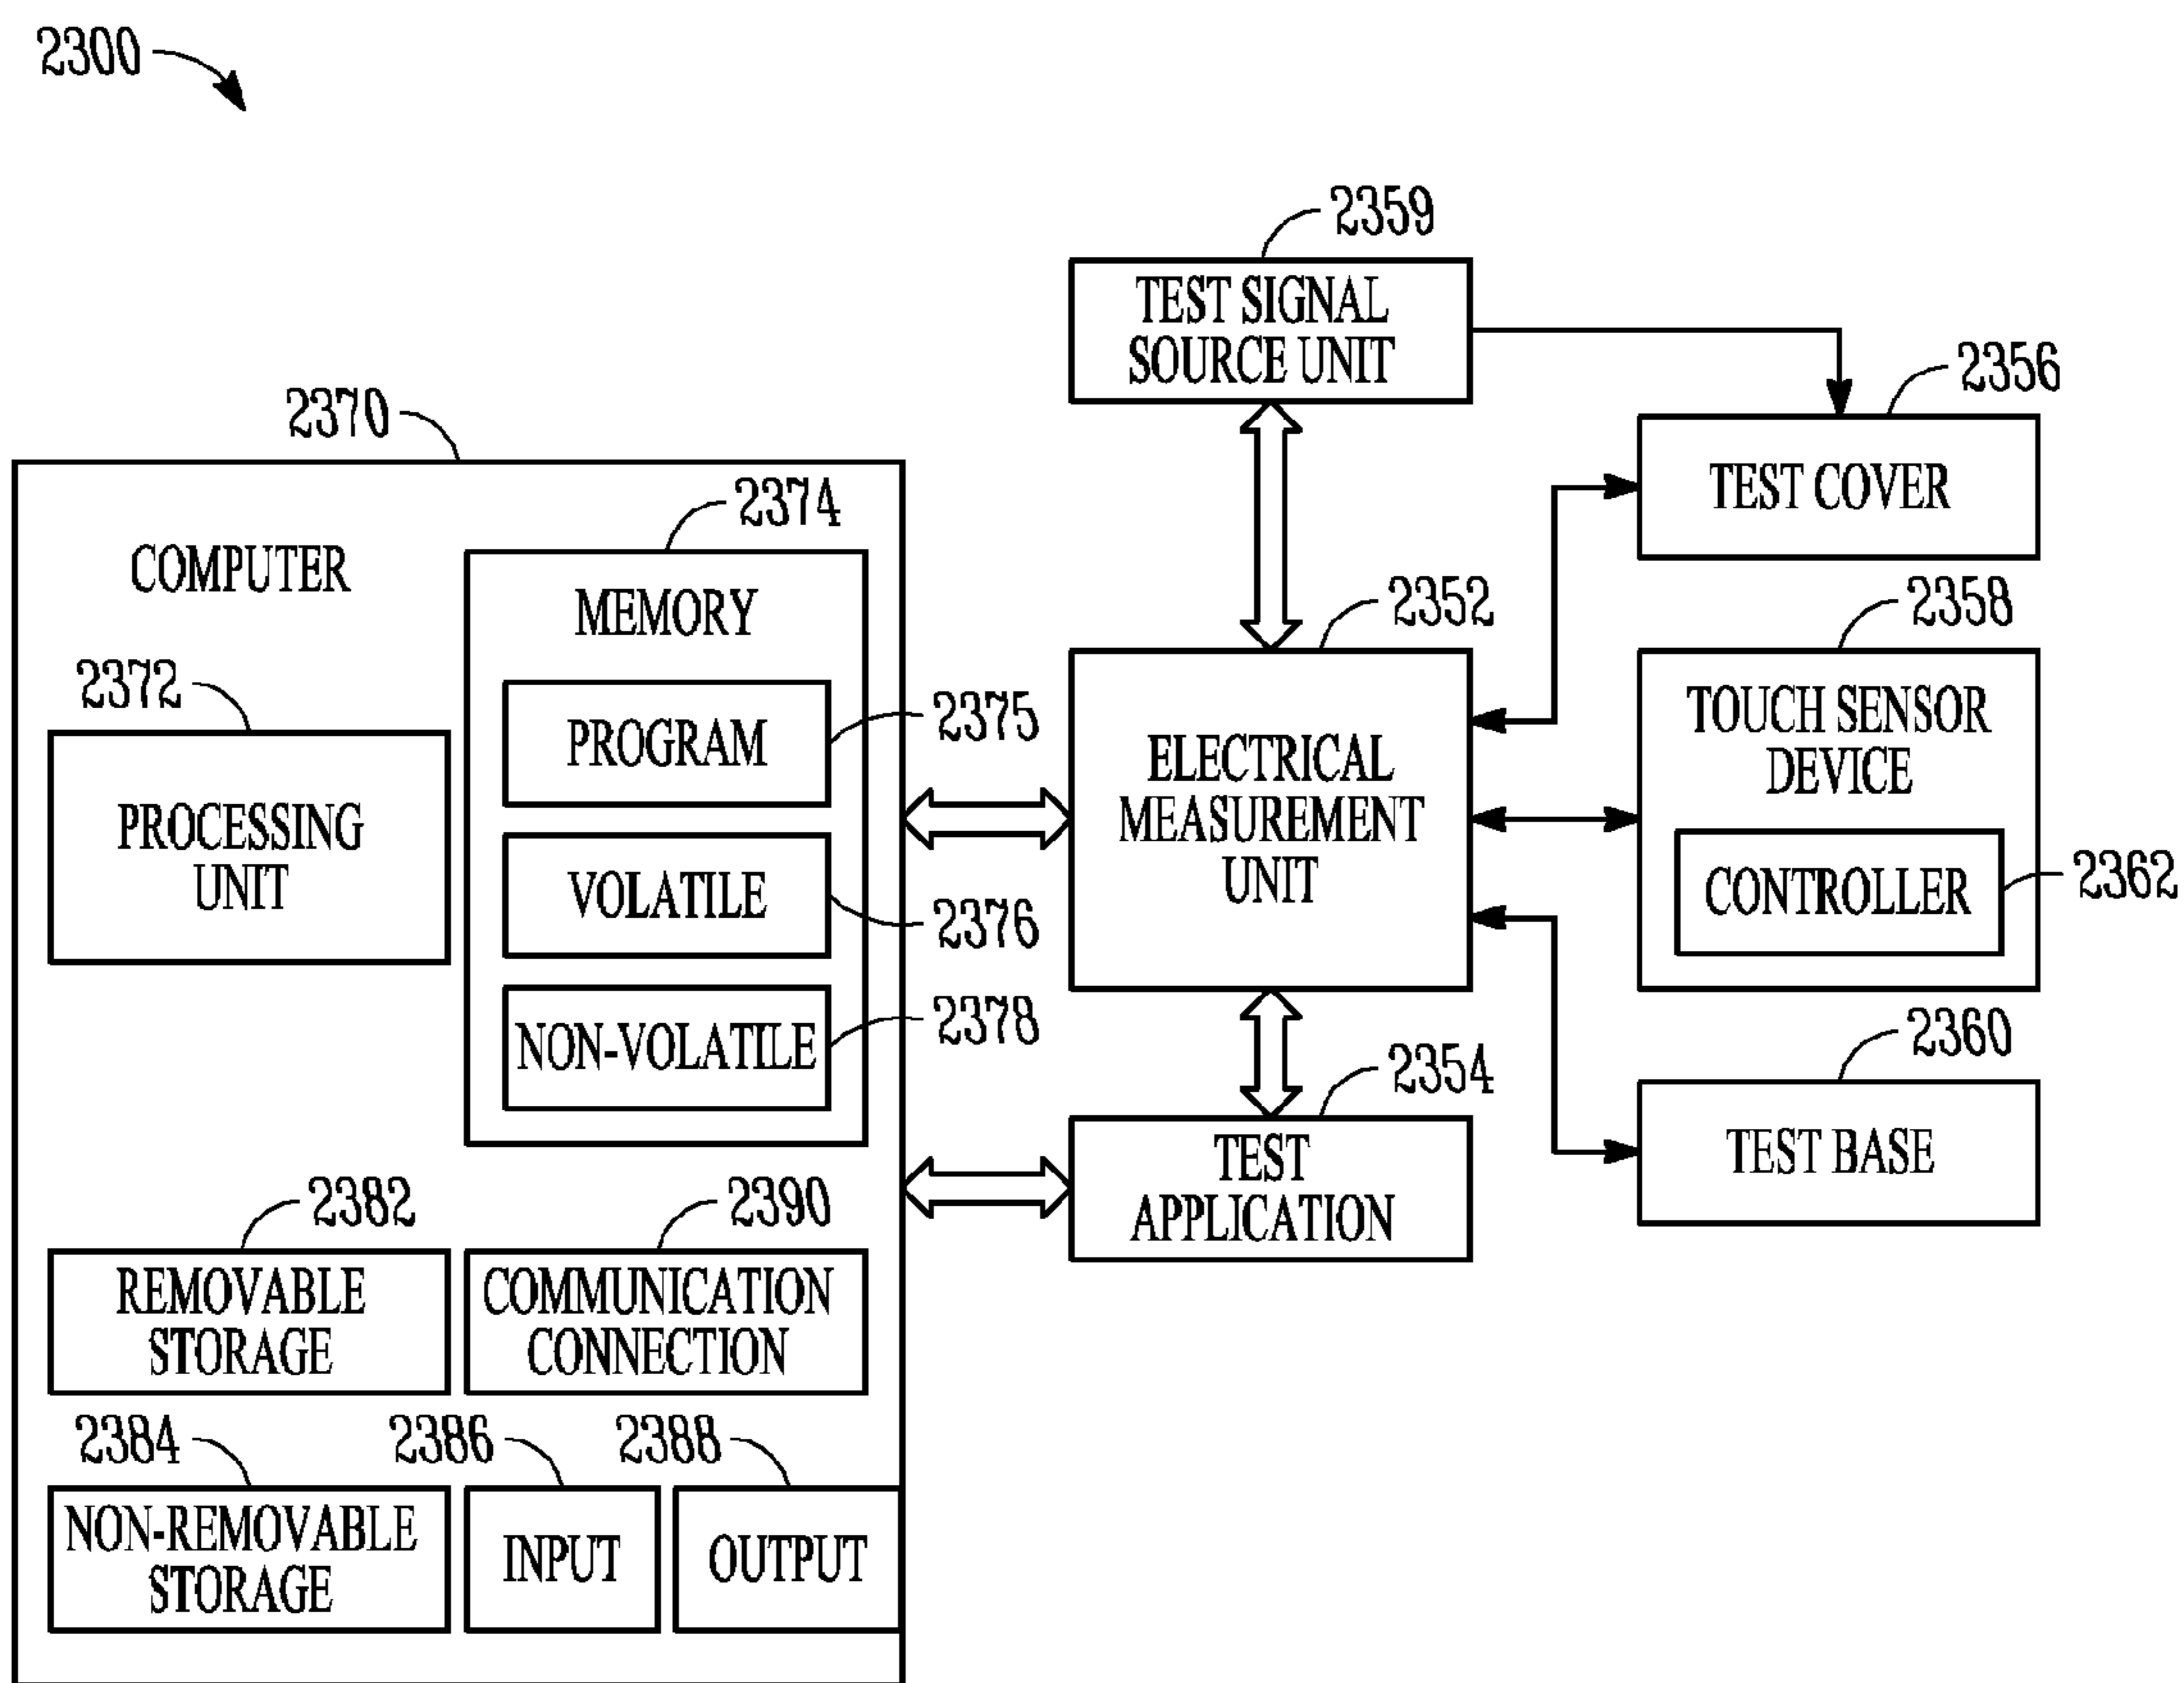 2300
2359
TEST SIGNAL
SOURCE UNIT
2356
TEST COVER
2370
COMPUTER
2374
MEMORY
2372
PROCESSING
UNIT
PROGRAM
2375
VOLATILE
2376
NON-VOLATILE
2378
2352
ELECTRICAL
MEASUREMENT
UNIT
2358
TOUCH SENSOR
DEVICE
CONTROLLER
2362
2354
TEST
APPLICATION
2360
TEST BASE
2382
REMOVABLE
STORAGE
2390
COMMUNICATION
CONNECTION
2384
NON-REMOVABLE
STORAGE
2386
INPUT
2388
OUTPUT